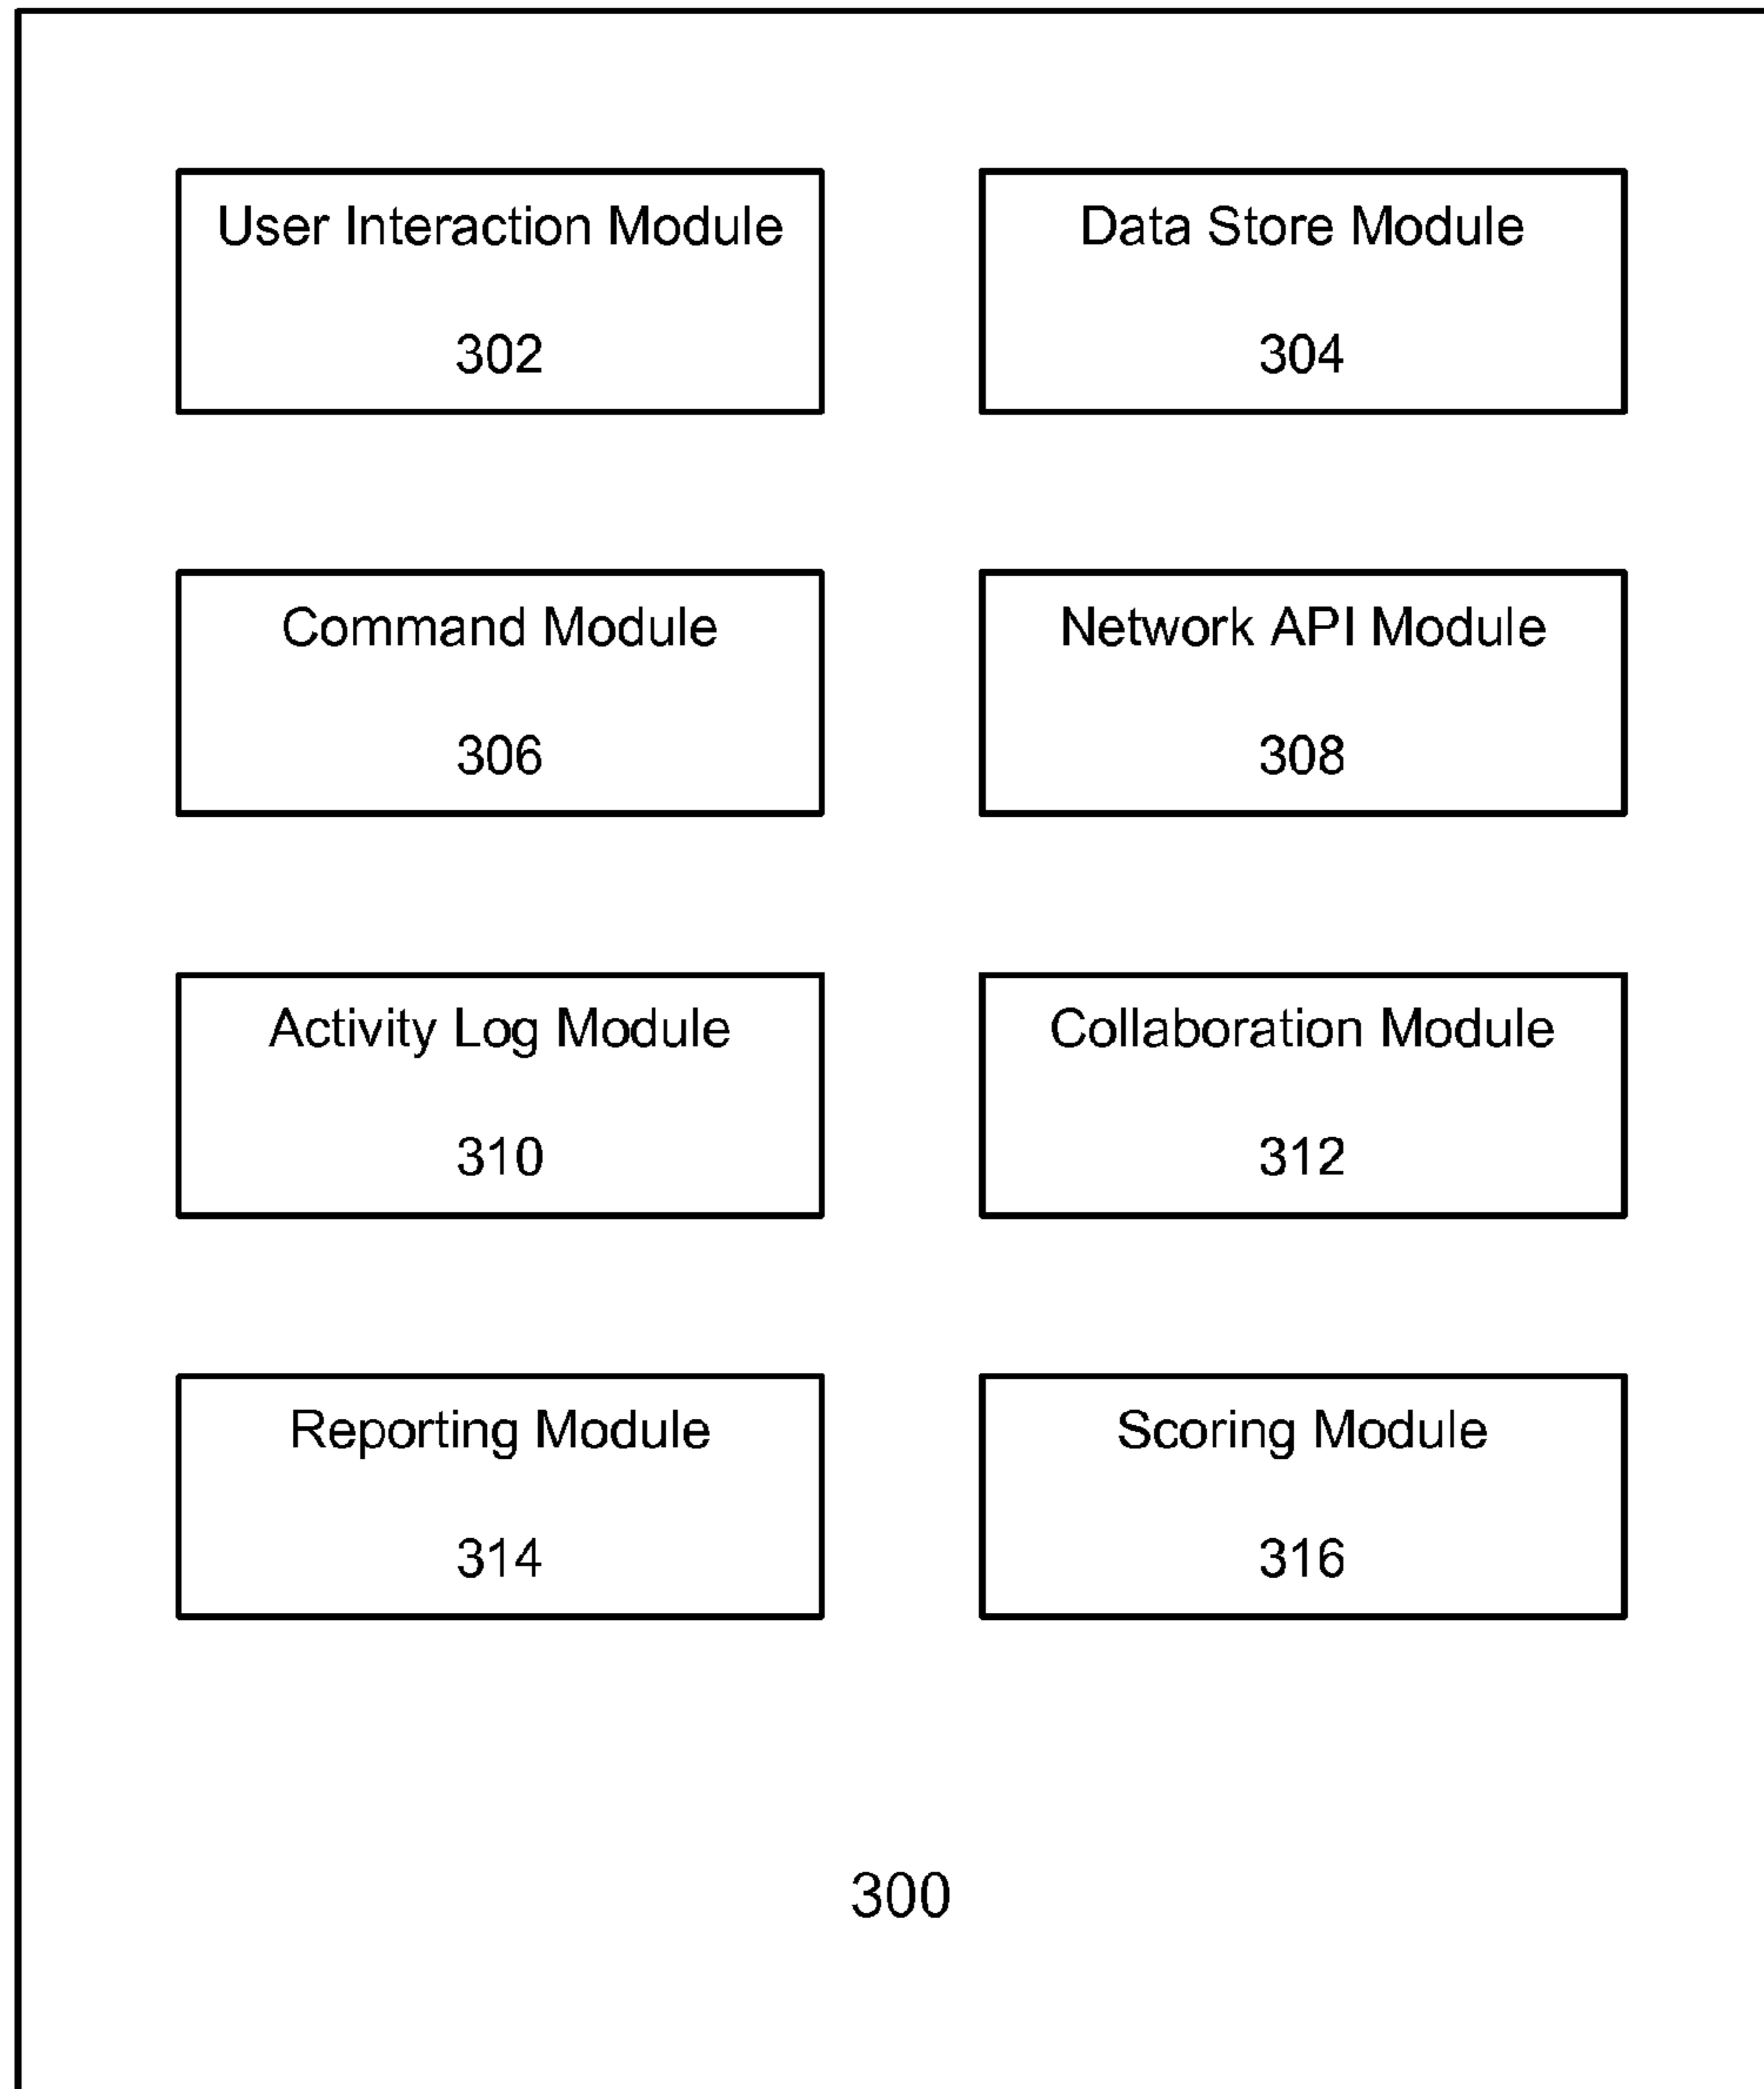 User Interaction Module
302
Data Store Module
304
Command Module
306
Network API Module
308
Activity Log Module
310
Collaboration Module
312
Reporting Module
314
Scoring Module
316
300